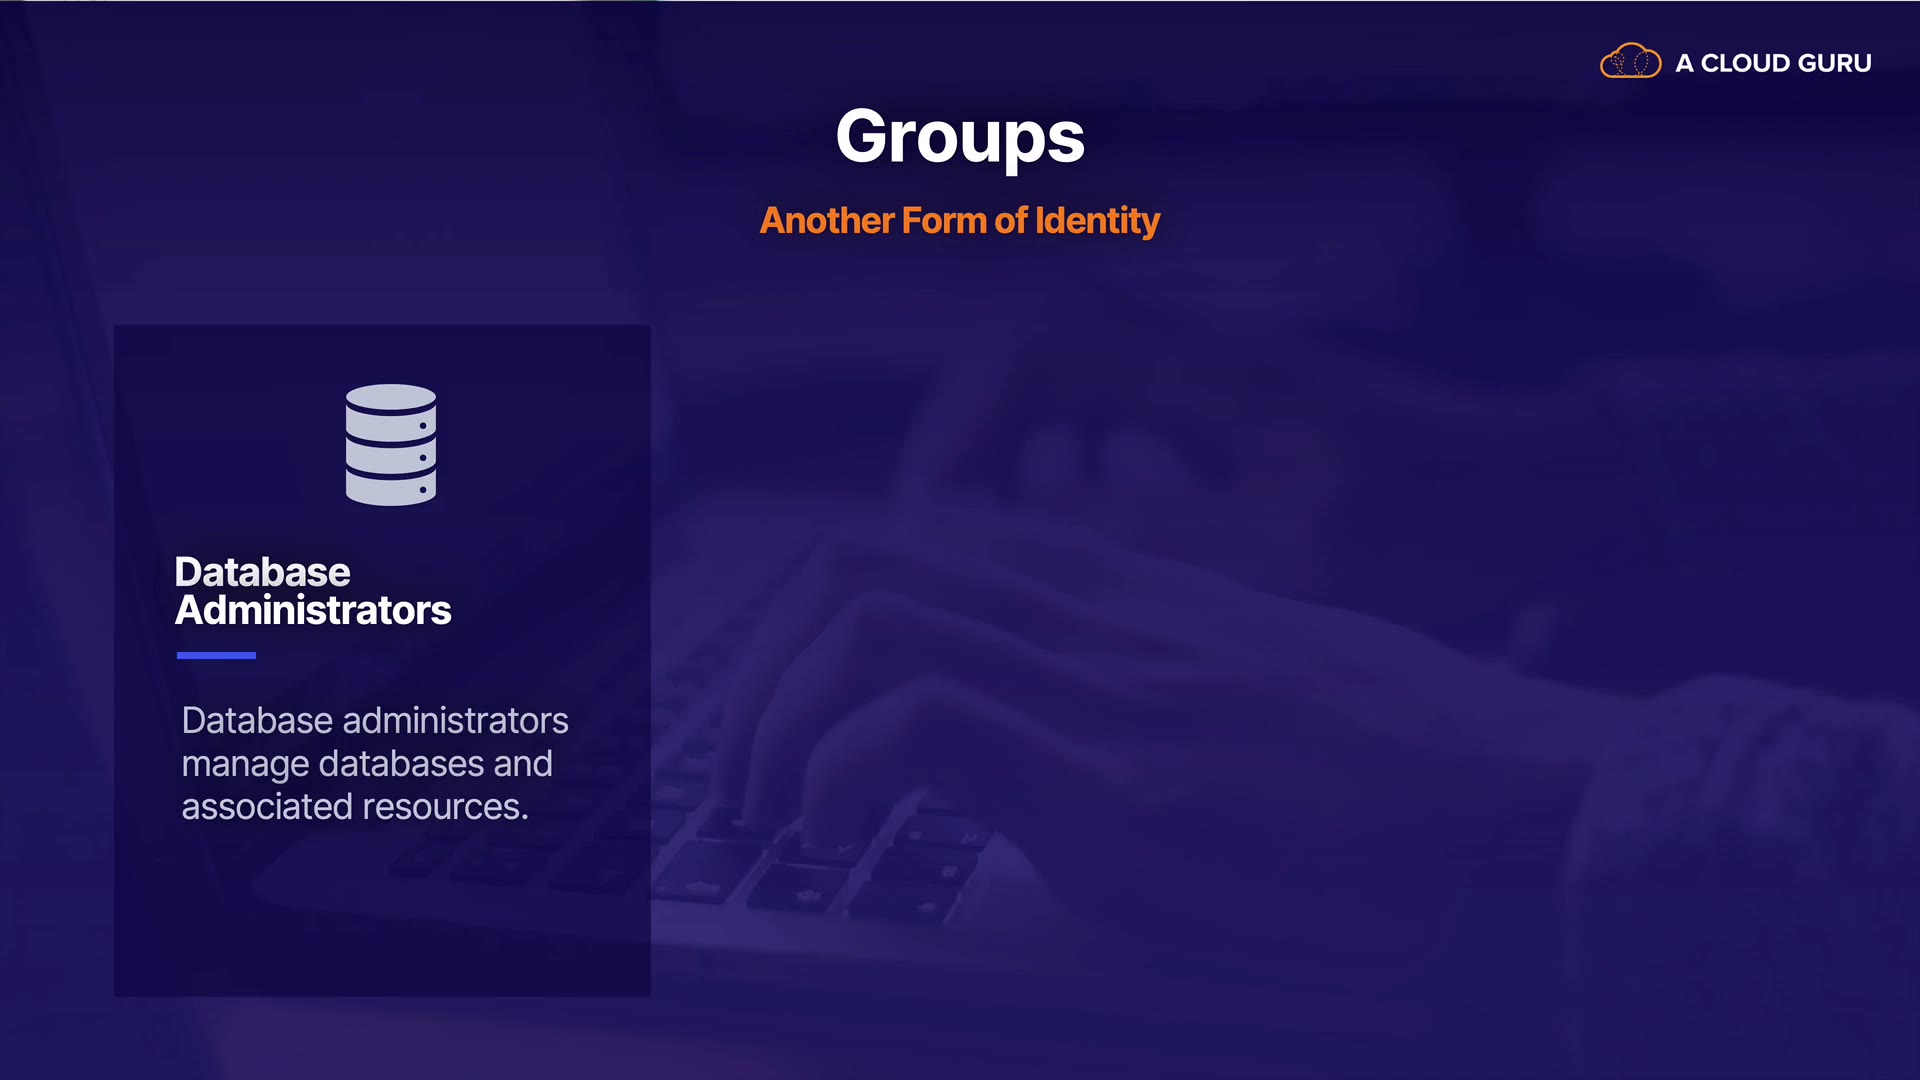 A CLOUD GURU
Groups
Another Form of Identity
Database
Administrators
Database administrators
manage databases and
associated resources.